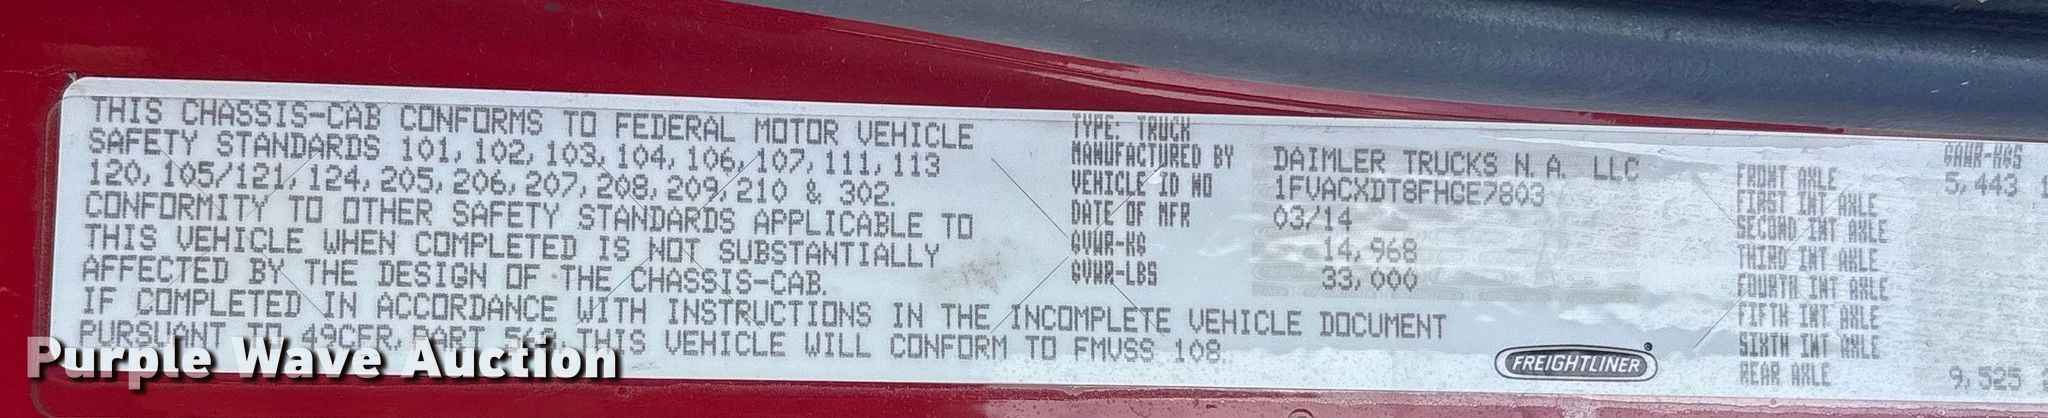 THIS CHASSIS-CAB CONFORMS TO FEDERAL MOTOR VEHICLE
SAFETY STANDARDS 101, 102, 103, 104, 106, 107, 111, 113
120, 105/121, 124, 205, 206, 207, 208, 209, 210 & 302.
CONFORMITY TO OTHER SAFETY STANDARDS APPLICABLE TO
THIS VEHICLE WHEN COMPLETED IS NOT SUBSTANTIALLY
AFFECTED BY THE DESIGN OF THE CHASSIS-CAB.
IF COMPLETED IN ACCORDANCE WITH INSTRUCTIONS IN THE INCOMPLETE VEHICLE DOCUMENT
PURSUANT TO 49CFR, PART 568, THIS VEHICLE WILL CONFORM TO FMVSS 108.
TYPE: TRUCK
MANUFACTURED BY DAIMLER TRUCKS N.A. LLC
VEHICLE ID NO 1FVACXDT8FHGE7803
DATE OF MFR 03/14
GVWR-KG 14,968
GVWR-LBS 33,000
GAWR-KGS
FRONT AXLE 5,443
FIRST INT AXLE
SECOND INT AXLE
THIRD INT AXLE
FOURTH INT AXLE
FIFTH INT AXLE
SIXTH INT AXLE
REAR AXLE 9,525
FREIGHTLINER
Purple Wave Auction